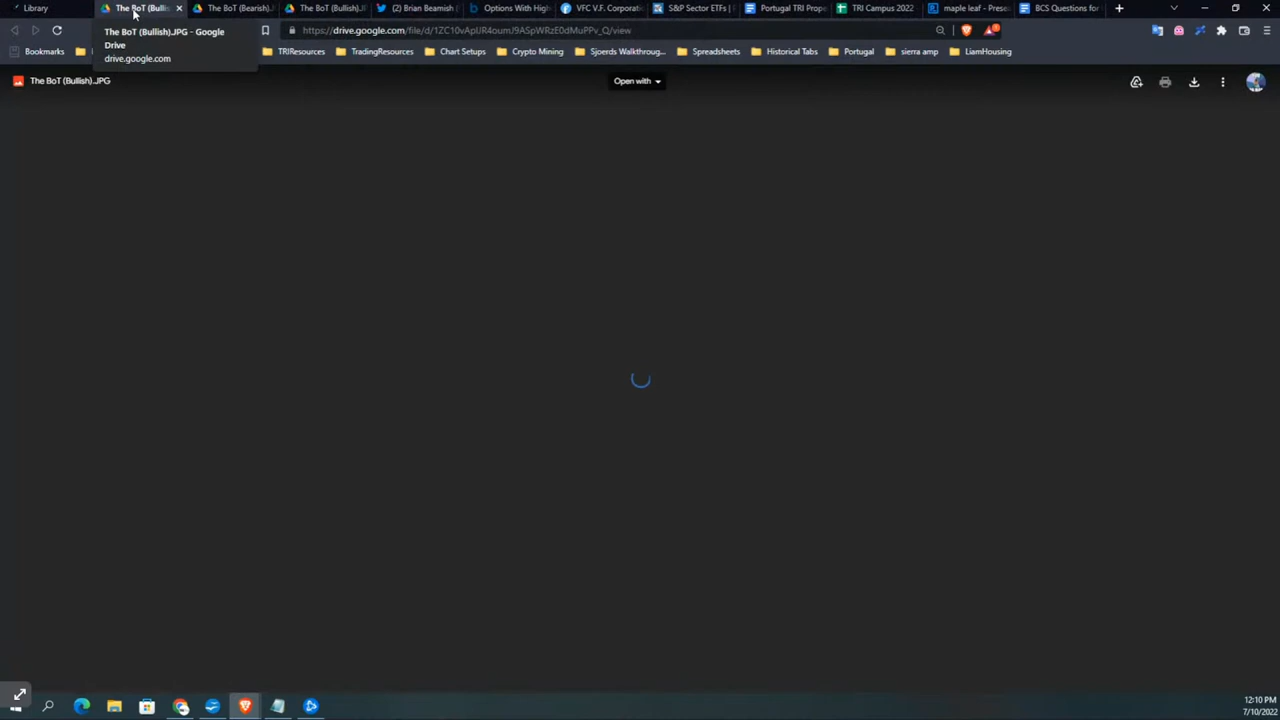 Library
The BoT (Bulli
The BoT (Bearish).
The BoT (Bullish).JP
(2) Brian Beamish
Options With High
VFC V.F. Corporati
S&P Sector ETFs | E
Portugal TRI Prope
TRI Campus 2022
maple leaf - Prese
BCS Questions for
https://drive.google.com/file/d/1ZC10vApUR4oumJ9ASpWRzE0dMuPPv_Q/view
The BoT (Bullish).JPG - Google
Drive
drive.google.com
Bookmarks
TRIResources
TradingResources
Chart Setups
Crypto Mining
Sjoerds Walkthroug...
Spreadsheets
Historical Tabs
Portugal
sierra amp
LiamHousing
The BoT (Bullish).JPG
Open with
12:10 PM
7/10/2022